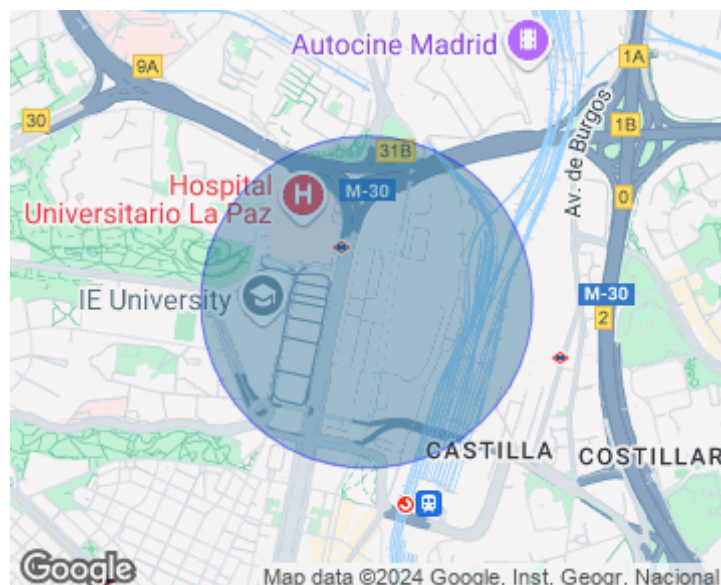 Autocine Madrid
9A
1A
30
1B
31B
Av. de Burgos
Hospital
Universitario La Paz
M-30
0
IE University
M-30
2
CASTILLA
COSTILLAR
Google
Map data ©2024 Google, Inst. Geogr. Nacional